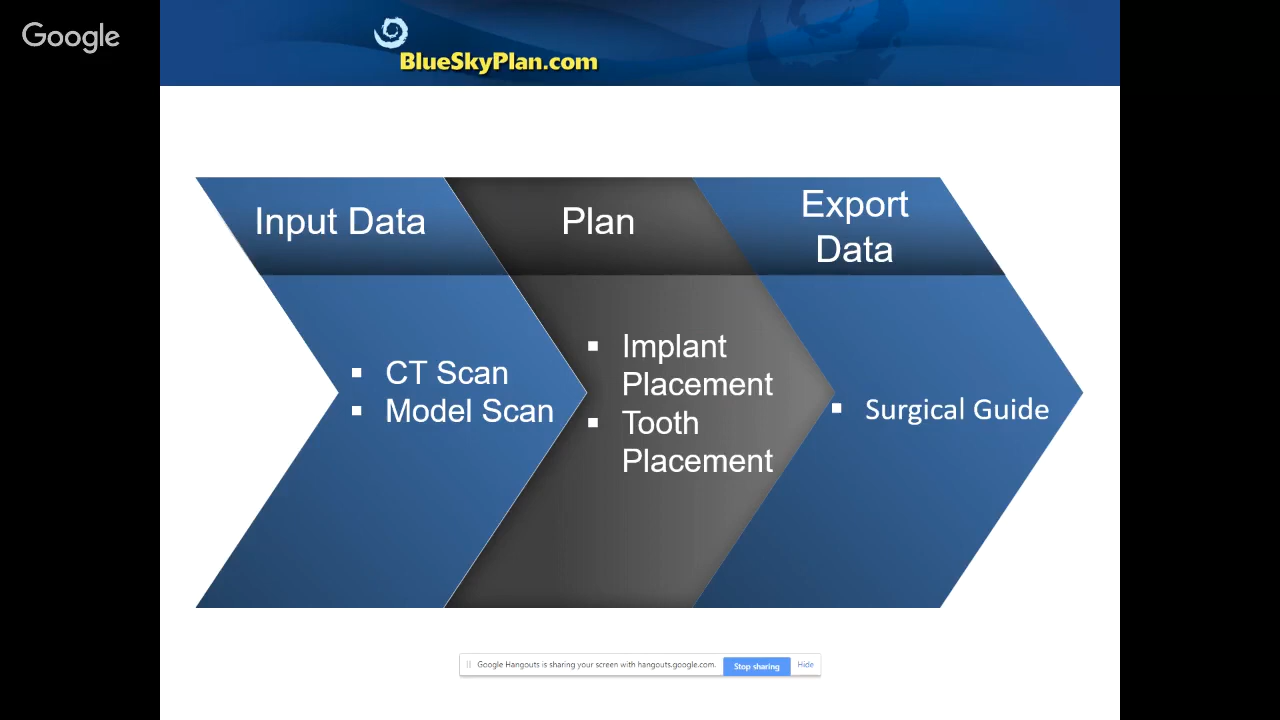 Google
BlueSkyPlan.com
Input Data
Plan
Export
Data
▪ CT Scan
▪ Model Scan
▪ Implant
Placement
▪ Tooth
Placement
▪ Surgical Guide
Google Hangouts is sharing your screen with hangouts.google.com.
Stop sharing
Hide